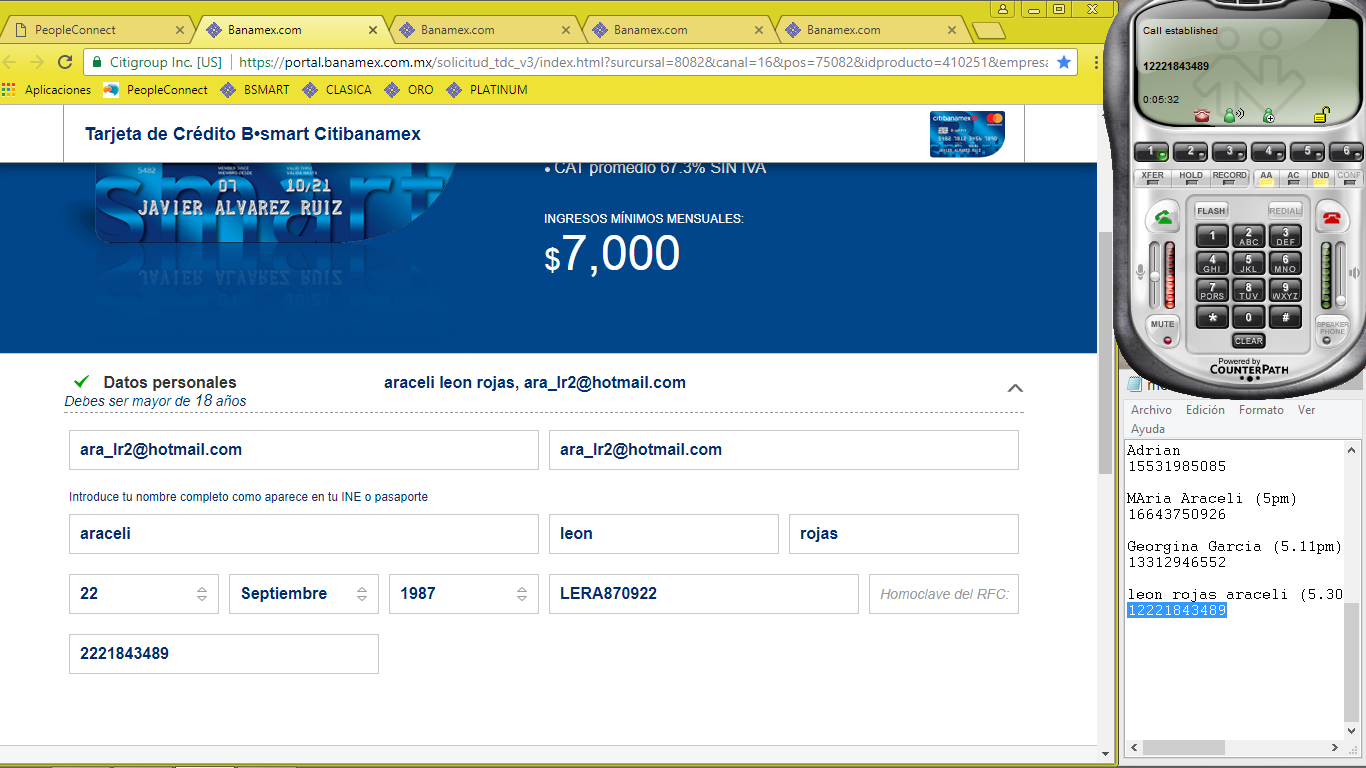 PeopleConnect
Banamex.com
Banamex.com
Banamex.com
Banamex.com
Citigroup Inc. [US]
https://portal.banamex.com.mx/solicitud_tdc_v3/index.html?sursursal=8082&canal=16&pos=75082&idproducto=410251&empresa
Aplicaciones
PeopleConnect
BSMART
CLASICA
ORO
PLATINUM
Tarjeta de Crédito B•smart Citibanamex
citibanamex
5482 7812 3456 7890
smart
5482
07
10/21
JAVIER ALVAREZ RUIZ
• CAT promedio 67.3% SIN IVA
INGRESOS MÍNIMOS MENSUALES:
$7,000
Datos personales
araceli leon rojas, ara_lr2@hotmail.com
Debes ser mayor de 18 años
ara_lr2@hotmail.com
ara_lr2@hotmail.com
Introduce tu nombre completo como aparece en tu INE o pasaporte
araceli
leon
rojas
22
Septiembre
1987
LERA870922
Homoclave del RFC:
2221843489
Call established
12221843489
0:05:32
1 2 3 4 5 6
XFER HOLD RECORD AA AC DND CONF
FLASH
REDIAL
1
2 ABC
3 DEF
4 GHI
5 JKL
6 MNO
7 PQRS
8 TUV
9 WXYZ
*
0
#
MUTE
SPEAKER PHONE
CLEAR
Powered by
COUNTERPATH
Archivo Edición Formato Ver
Ayuda
Adrian
15531985085
MAria Araceli (5pm)
16643750926
Georgina Garcia (5.11pm)
13312946552
leon rojas araceli (5.30
12221843489